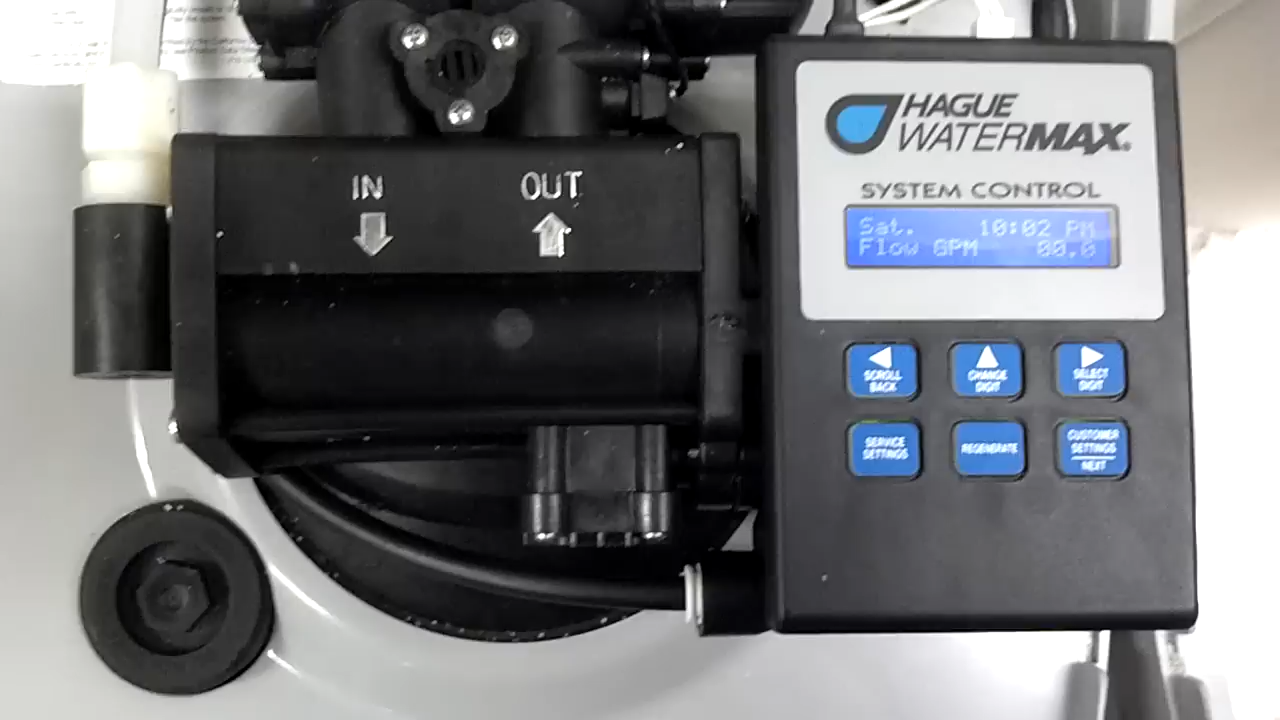 IN
OUT
HAGUE
WATERMAX®
SYSTEM CONTROL
Sat. 10:02 PM
Flow GPM 00.0
SCROLL
BACK
CHANGE
DIGIT
SELECT
DIGIT
SERVICE
SETTINGS
REGENERATE
CUSTOMER
SETTINGS
NEXT